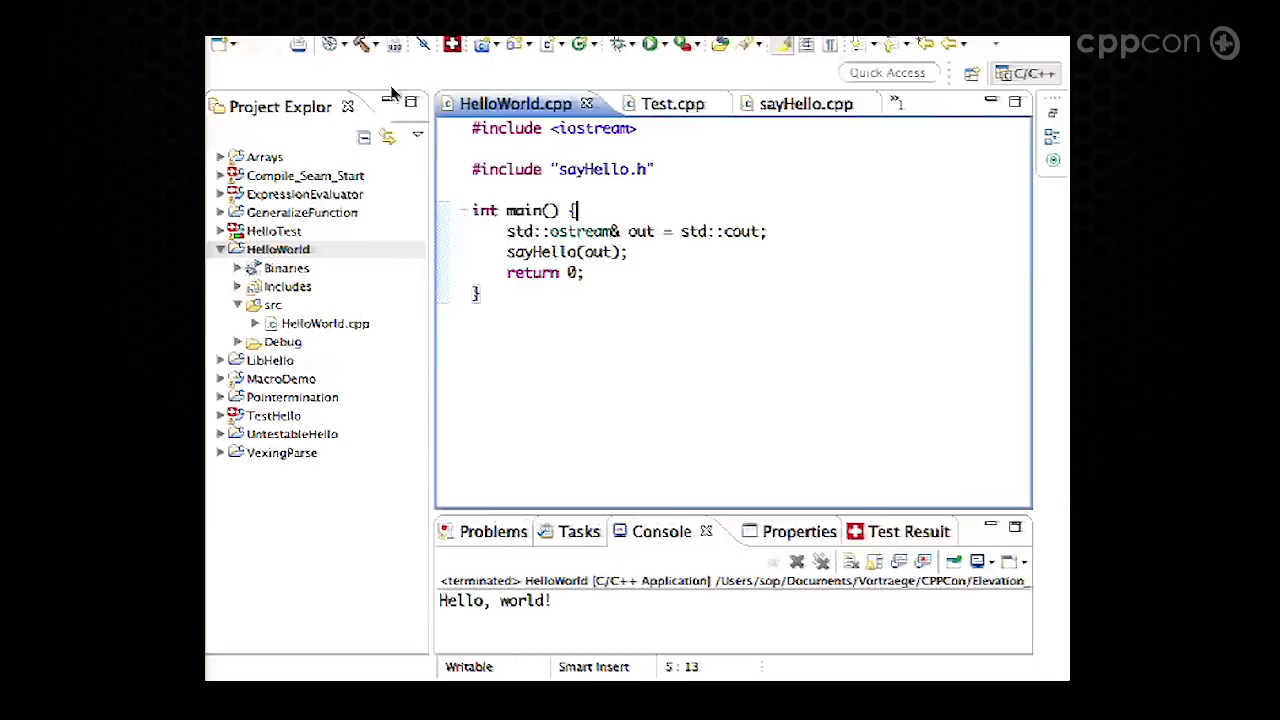 cppcon
Quick Access
C/C++
Project Explor
HelloWorld.cpp
Test.cpp
sayHello.cpp
»1
Arrays
Compile_Seam_Start
ExpressionEvaluator
GeneralizeFunction
HelloTest
HelloWorld
Binaries
Includes
src
HelloWorld.cpp
Debug
LibHello
MacroDemo
Pointermination
TestHello
UntestableHello
VexingParse
#include <iostream>
#include "sayHello.h"
int main() {
std::ostream& out = std::cout;
sayHello(out);
return 0;
}
Problems
Tasks
Console
Properties
Test Result
<terminated> HelloWorld [C/C++ Application] /Users/sop/Documents/Vortraege/CPPCon/Elevation_
Hello, world!
Writable
Smart Insert
5 : 13